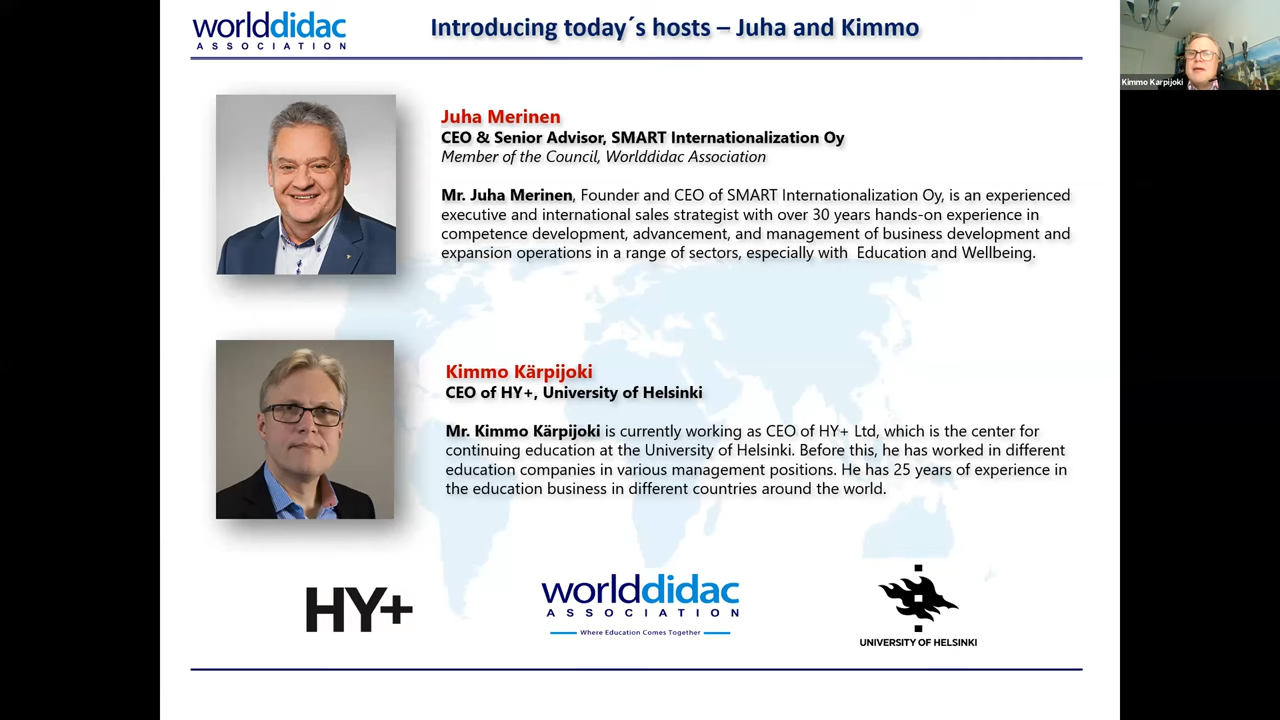 worlddidac
ASSOCIATION
Introducing today´s hosts – Juha and Kimmo
Kimmo Karpijoki
Juha Merinen
CEO & Senior Advisor, SMART Internationalization Oy
Member of the Council, Worlddidac Association
Mr. Juha Merinen, Founder and CEO of SMART Internationalization Oy, is an experienced
executive and international sales strategist with over 30 years hands-on experience in
competence development, advancement, and management of business development and
expansion operations in a range of sectors, especially with Education and Wellbeing.
Kimmo Kärpijoki
CEO of HY+, University of Helsinki
Mr. Kimmo Kärpijoki is currently working as CEO of HY+ Ltd, which is the center for
continuing education at the University of Helsinki. Before this, he has worked in different
education companies in various management positions. He has 25 years of experience in
the education business in different countries around the world.
HY+
worlddidac
ASSOCIATION
Where Education Comes Together
UNIVERSITY OF HELSINKI